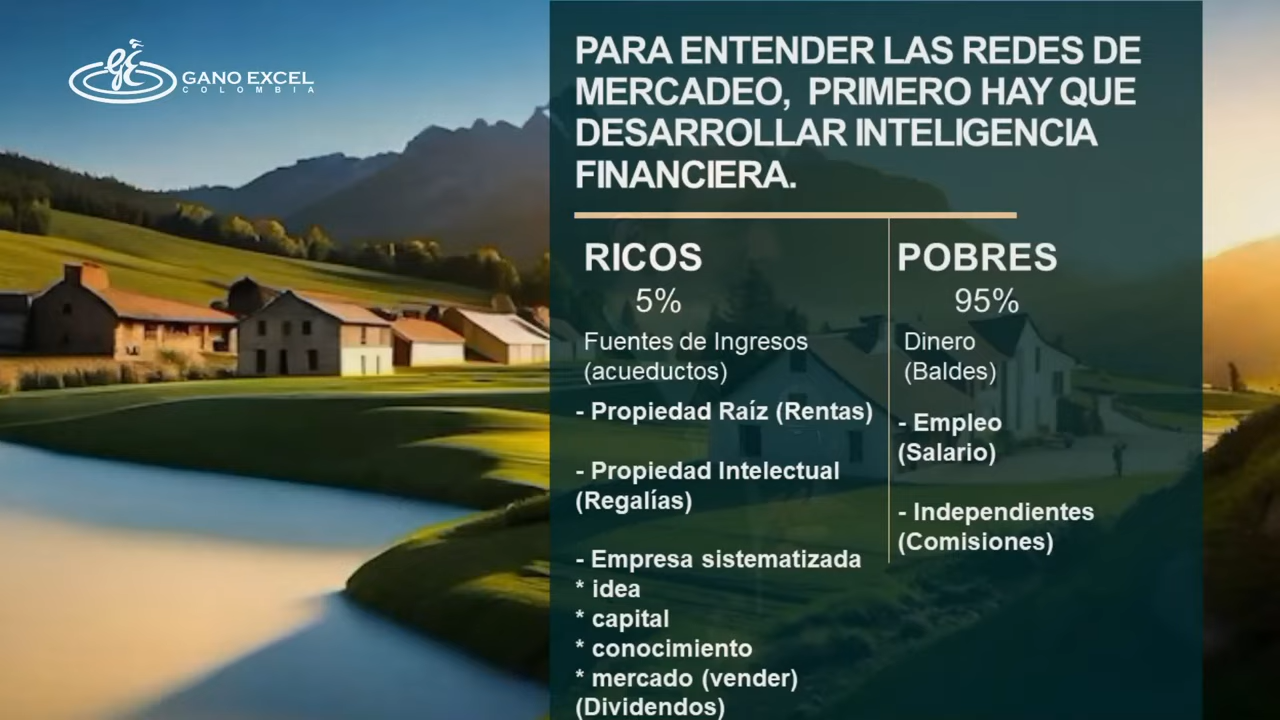 GANO EXCEL
COLOMBIA
PARA ENTENDER LAS REDES DE
MERCADEO, PRIMERO HAY QUE
DESARROLLAR INTELIGENCIA
FINANCIERA.
RICOS
5%
Fuentes de Ingresos
(acueductos)
- Propiedad Raíz (Rentas)
- Propiedad Intelectual
(Regalías)
- Empresa sistematizada
* idea
* capital
* conocimiento
* mercado (vender)
(Dividendos)
POBRES
95%
Dinero
(Baldes)
- Empleo
(Salario)
- Independientes
(Comisiones)